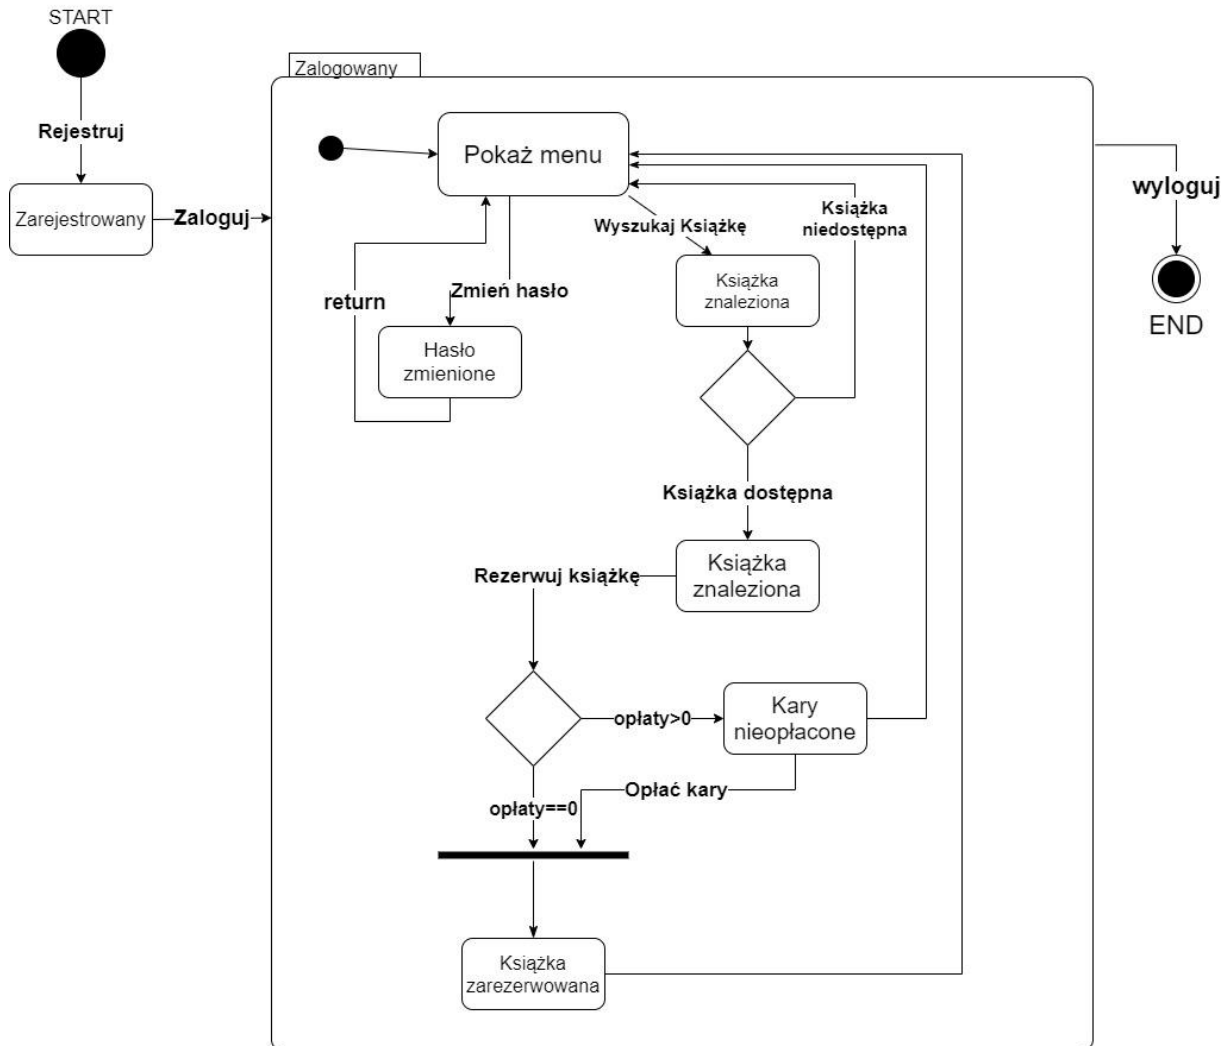 START
Zalogowany
Rejestruj
Pokaż menu
wyloguj
Zarejestrowany
Zaloguj
Wyszukaj Książkę
Książka
niedostępna
Książka
znaleziona
return
Zmień hasło
END
Hasło
zmienione
Książka dostępna
Książka
znaleziona
Rezerwuj książkę
opłaty>0
Kary
nieopłacone
Opłać kary
opłaty==0
Książka
zarezerwowana